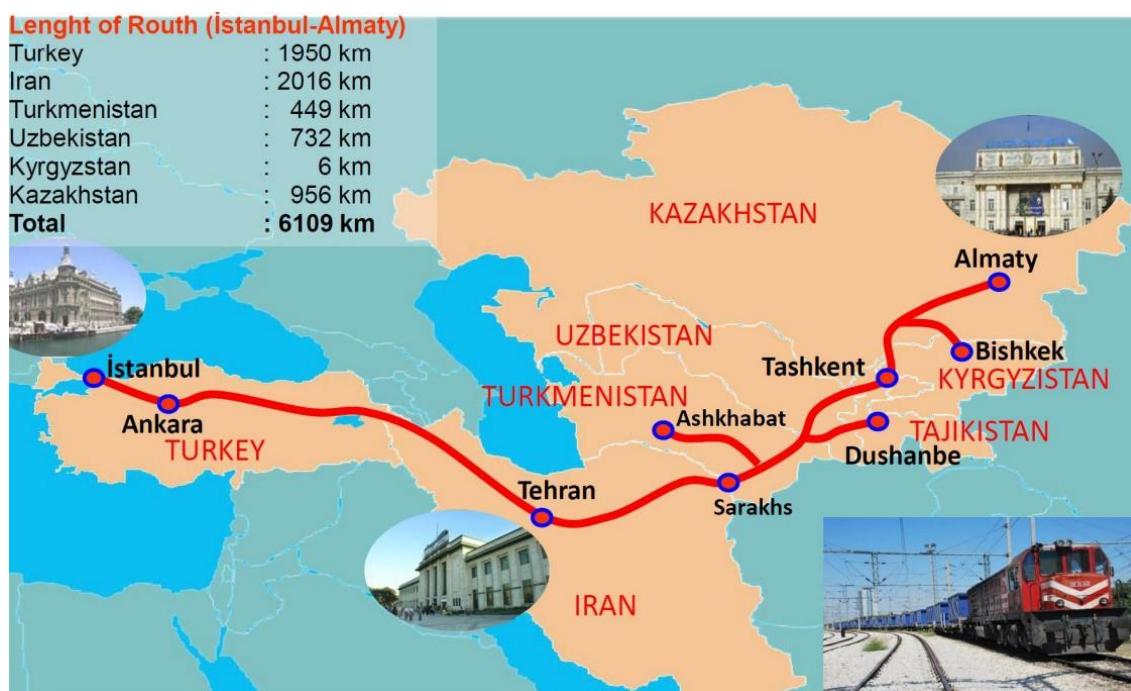 Lenght of Routh (İstanbul-Almaty)
Turkey : 1950 km
Iran : 2016 km
Turkmenistan : 449 km
Uzbekistan : 732 km
Kyrgyzstan : 6 km
Kazakhstan : 956 km
Total : 6109 km
KAZAKHSTAN
Almaty
UZBEKISTAN
Tashkent
Bishkek
KYRGYZISTAN
İstanbul
TURKMENISTAN
Ashkhabat
Ankara
TURKEY
TAJIKISTAN
Dushanbe
Tehran
Sarakhs
IRAN